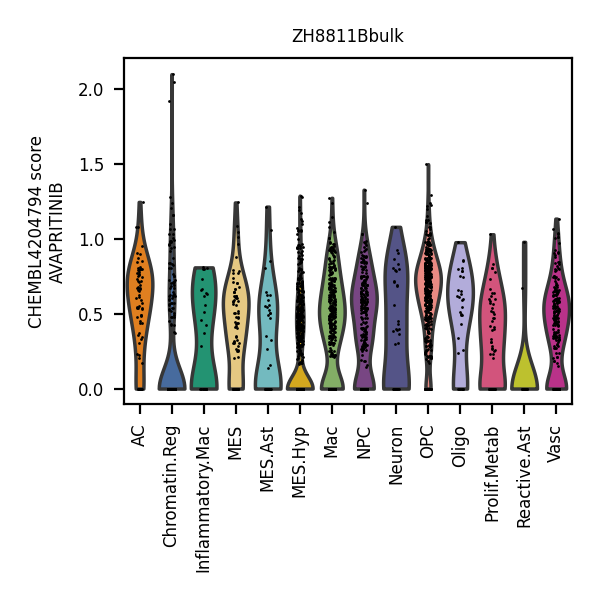 ZH8811Bbulk
CHEMBL4204794 score
AVAPRITINIB
2.0
1.5
1.0
0.5
0.0
AC
Chromatin.Reg
Inflammatory.Mac
MES
MES.Ast
MES.Hyp
Mac
NPC
Neuron
OPC
Oligo
Prolif.Metab
Reactive.Ast
Vasc